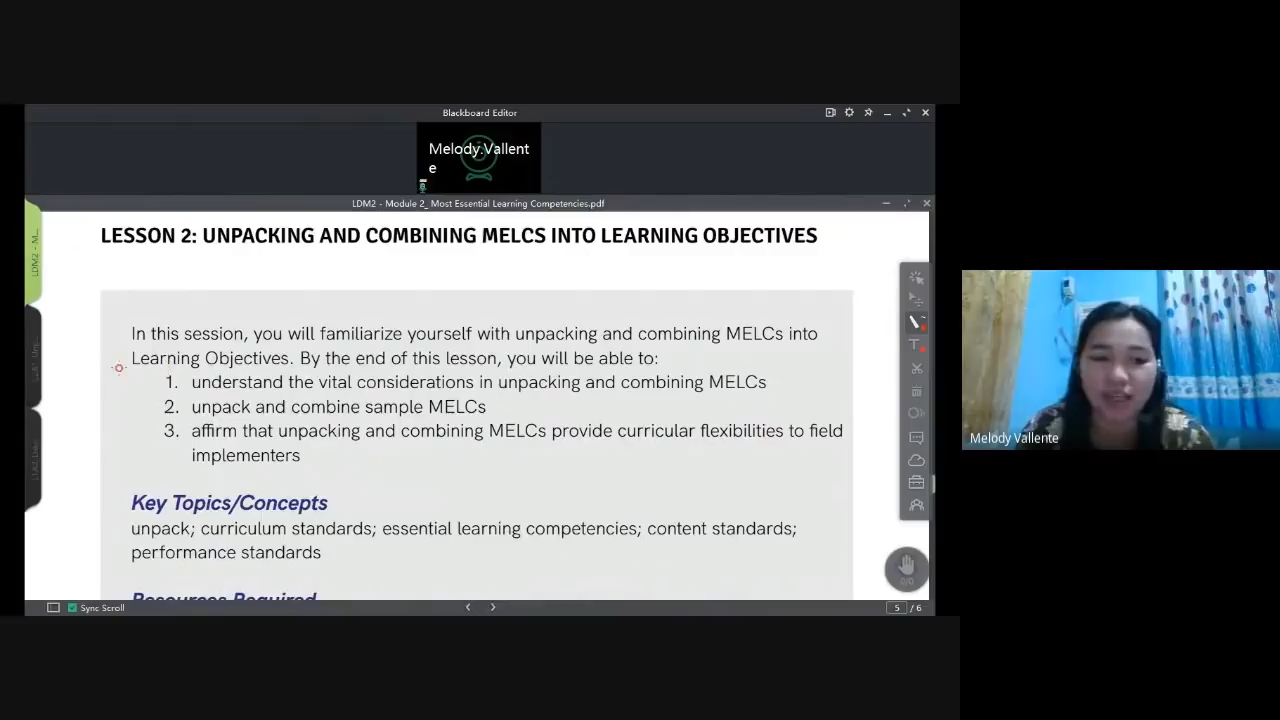 Blackboard Editor
Melody Vallent
e
LDM2 - Module 2_ Most Essential Learning Competencies.pdf
LDM2 - M...
LESSON 2: UNPACKING AND COMBINING MELCS INTO LEARNING OBJECTIVES
In this session, you will familiarize yourself with unpacking and combining MELCs into
Learning Objectives. By the end of this lesson, you will be able to:
1. understand the vital considerations in unpacking and combining MELCs
2. unpack and combine sample MELCs
3. affirm that unpacking and combining MELCs provide curricular flexibilities to field
implementers
Key Topics/Concepts
unpack; curriculum standards; essential learning competencies; content standards;
performance standards
Resources Required
0/0
Sync Scroll
5 / 6
Melody Vallente